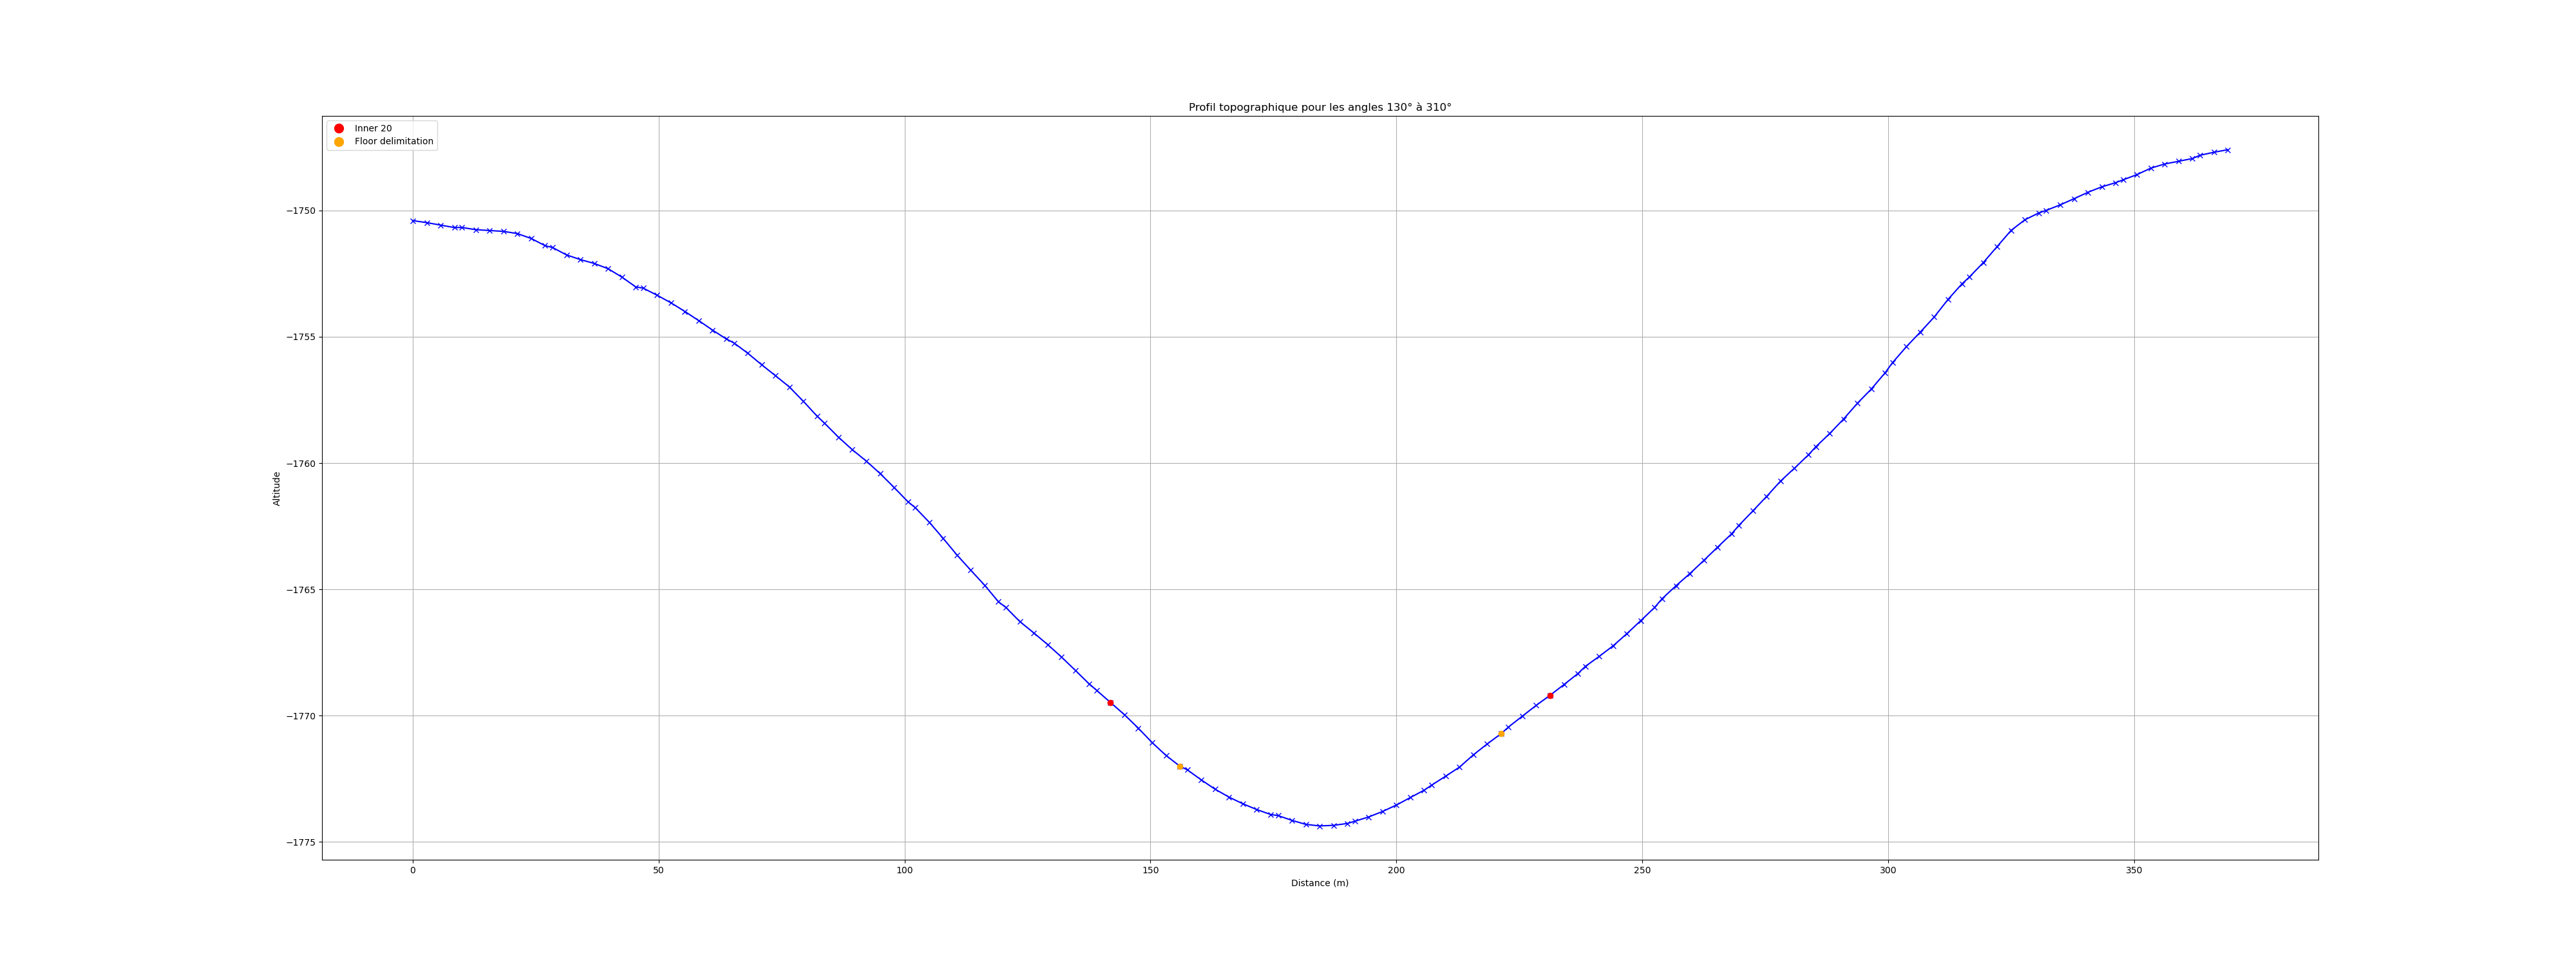 Profil topographique pour les angles 130° à 310°
Inner 20
Floor delimitation
−1750
−1755
−1760
−1765
−1770
−1775
Altitude
0 50 100 150 200 250 300 350
Distance (m)